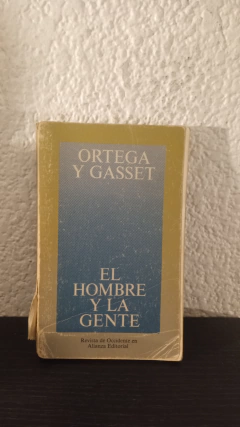 ORTEGA
Y GASSET
EL
HOMBRE
Y LA
GENTE
Revista de Occidente en
Alianza Editorial